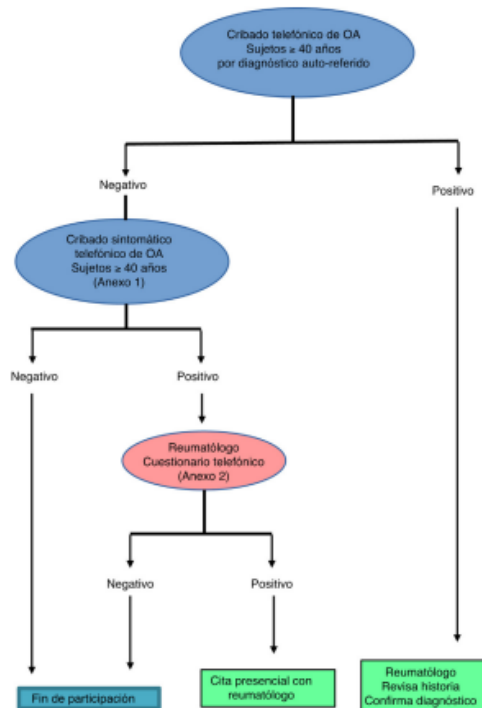 Cribado telefónico de OA
Sujetos ≥ 40 años
por diagnóstico auto-referido
Negativo
Positivo
Cribado sintomático
telefónico de OA
Sujetos ≥ 40 años
(Anexo 1)
Negativo
Positivo
Reumatólogo
Cuestionario telefónico
(Anexo 2)
Negativo
Positivo
Fin de participación
Cita presencial con
reumatólogo
Reumatólogo
Revisa historia
Confirma diagnóstico